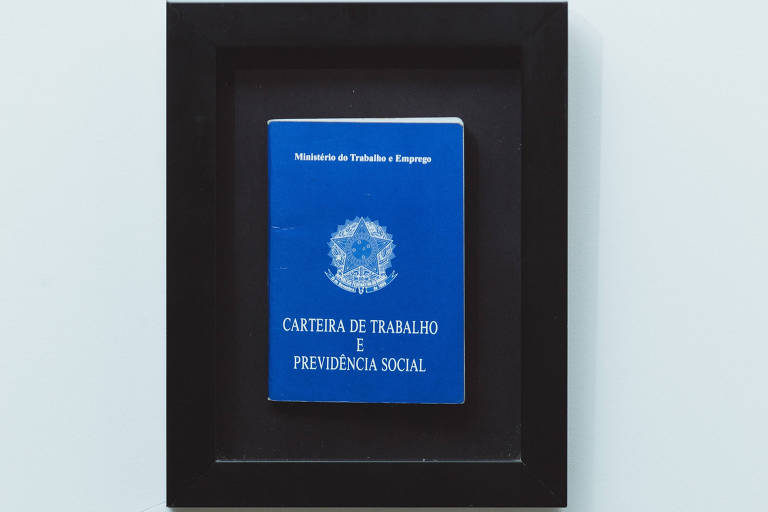 Ministério do Trabalho e Emprego
CARTEIRA DE TRABALHO
E
PREVIDÊNCIA SOCIAL